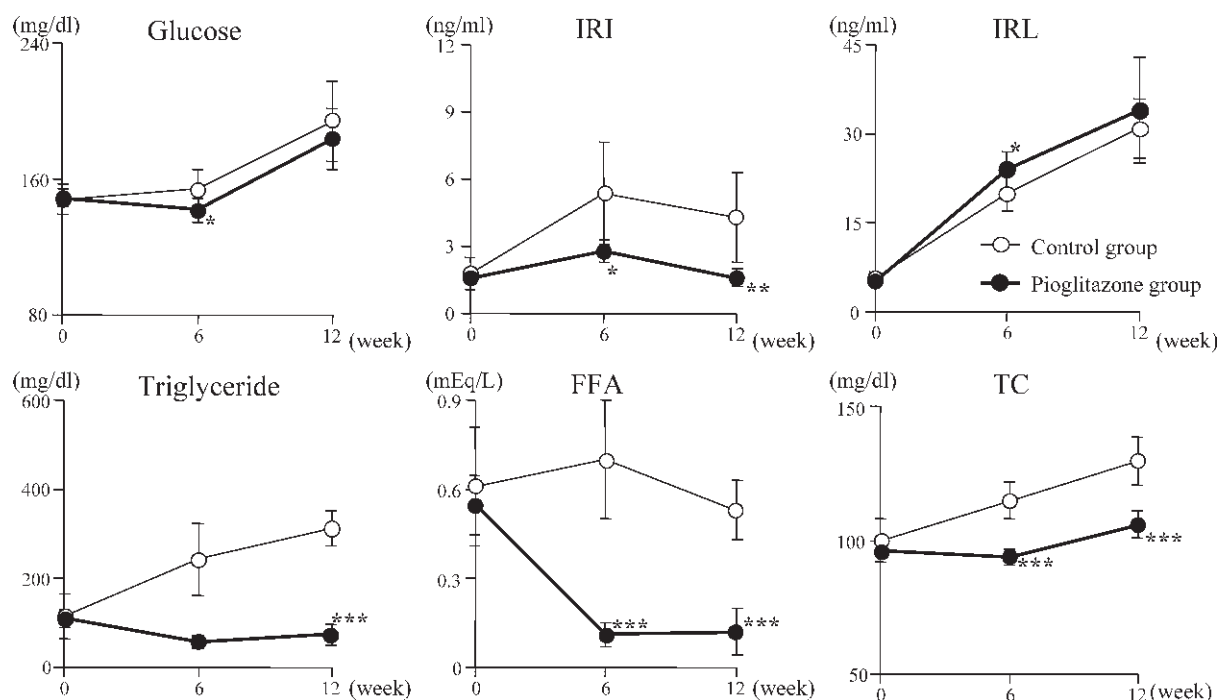 (mg/dl) Glucose
240
160
80
0 6 12 (week)
*
(ng/ml) IRI
12
9
6
3
0
0 6 12 (week)
*
**
(ng/ml) IRL
45
30
15
0
0 6 12 (week)
*
Control group
Pioglitazone group
(mg/dl) Triglyceride
600
400
200
0
0 6 12 (week)
***
(mEq/L) FFA
0.9
0.6
0.3
0
0 6 12 (week)
***
***
(mg/dl) TC
150
100
50
0 6 12 (week)
***
***